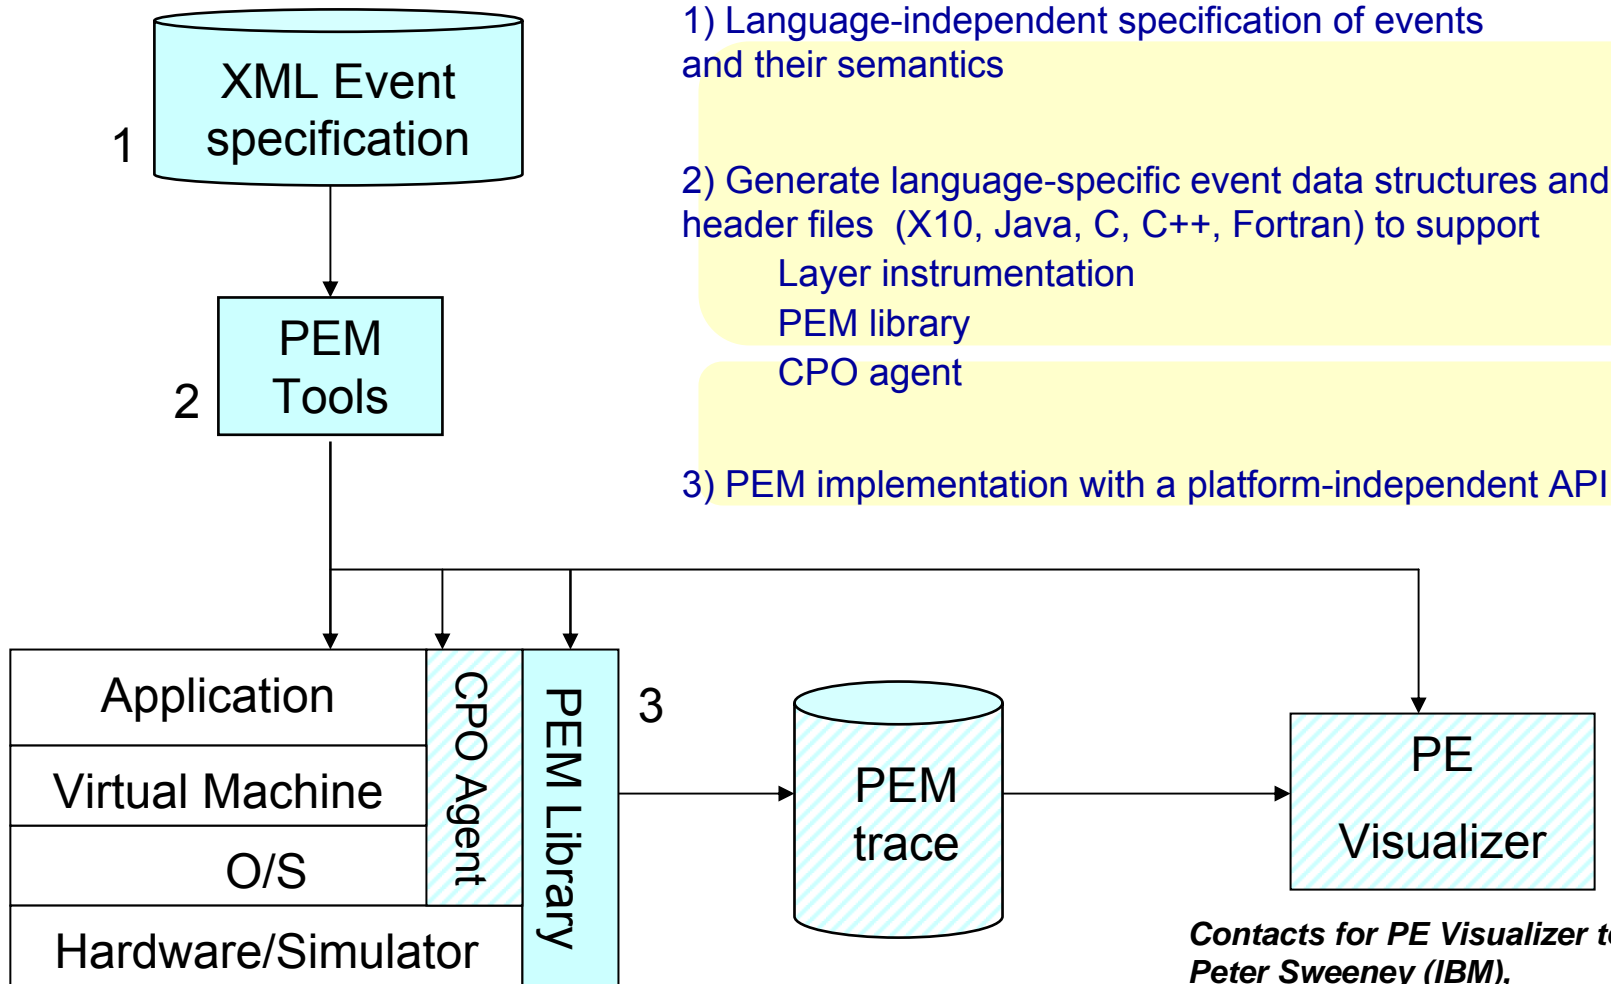 XML Event
specification
1
1) Language-independent specification of events
and their semantics
2) Generate language-specific event data structures and
header files (X10, Java, C, C++, Fortran) to support
Layer instrumentation
PEM library
CPO agent
PEM
Tools
2
3) PEM implementation with a platform-independent API
Application
Virtual Machine
O/S
Hardware/Simulator
CPO Agent
PEM Library
3
PEM
trace
PE
Visualizer
Contacts for PE Visualizer
Peter Sweeney (IBM),